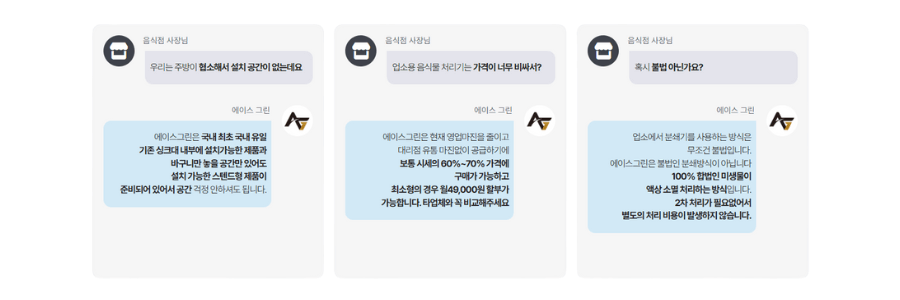 음식점 사장님
우리는 주방이 협소해서 설치 공간이 없는데요
에이스 그린
에이스그린은 국내 최초 국내 유일
기존 싱크대 내부에 설치가능한 제품과
바구니만 놓을 공간만 있어도
설치 가능한 스텐드형 제품이
준비되어 있어서 공간 걱정 안하셔도 됩니다.
음식점 사장님
업소용 음식물 처리기는 가격이 너무 비싸서?
에이스 그린
에이스그린은 현재 영업마진을 줄이고
대리점 유통 마진없이 공급하기에
보통 시세의 60%~70% 가격에
구매가 가능하고
최소형의 경우 월49,000원 할부가
가능합니다. 타업체와 꼭 비교해주세요
음식점 사장님
혹시 불법 아닌가요?
에이스 그린
업소에서 분쇄기를 사용하는 방식은
무조건 불법입니다.
에이스그린은 불법인 분쇄방식이 아닙니다
100% 합법인 미생물이
액상 소멸 처리하는 방식입니다.
2차 처리가 필요없어서
별도의 처리 비용이 발생하지 않습니다.